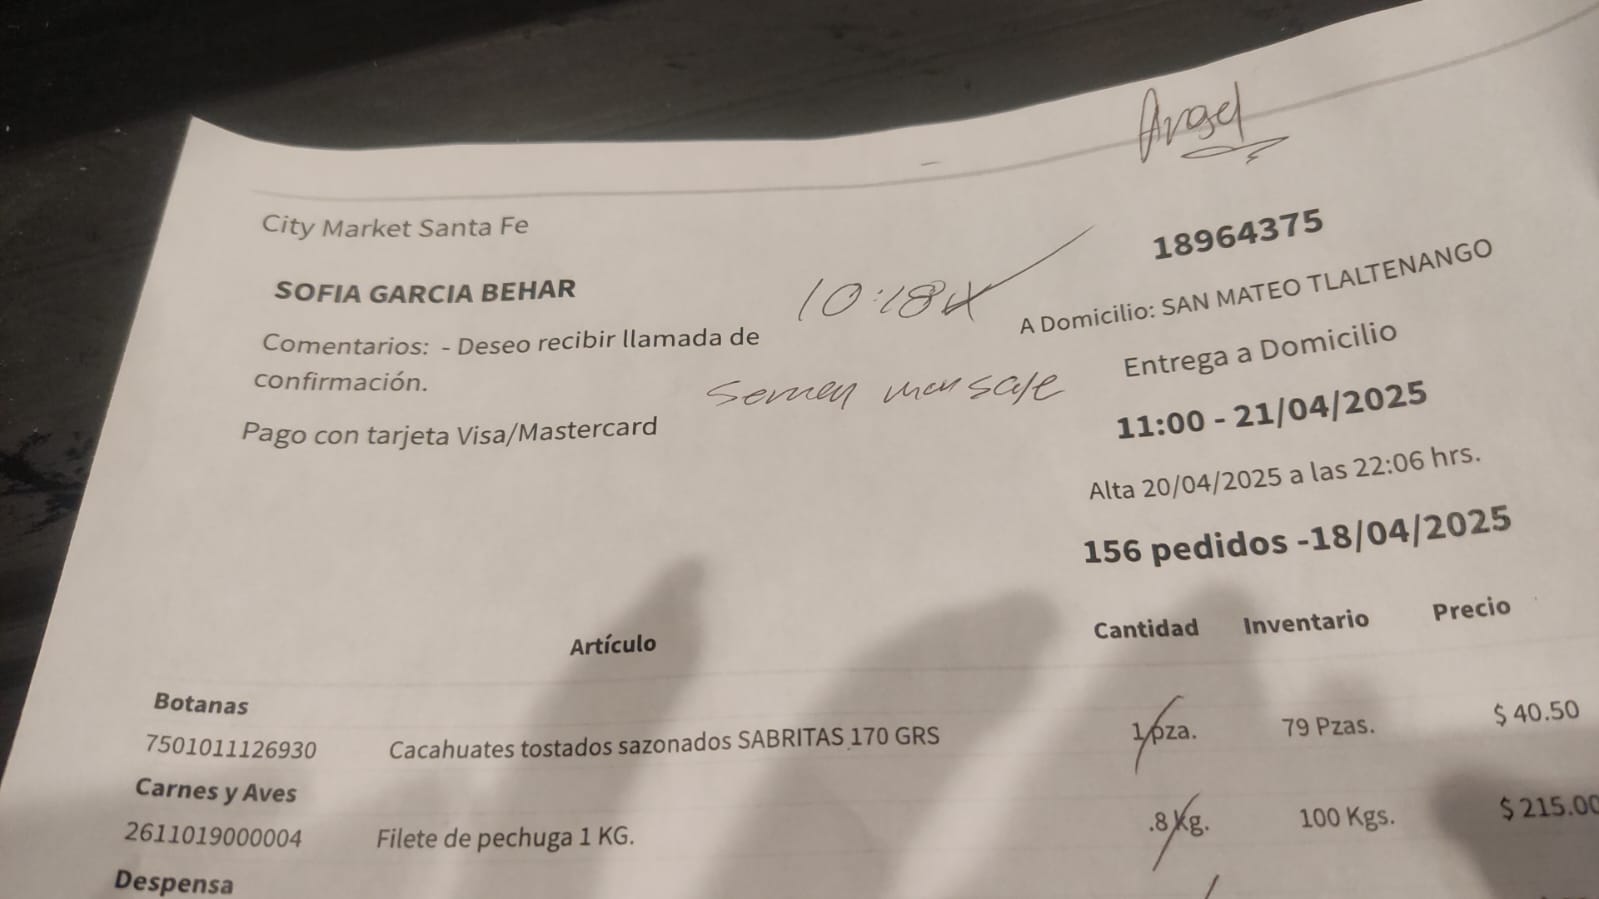 Angel
City Market Santa Fe
18964375
SOFIA GARCIA BEHAR
10:18
A Domicilio: SAN MATEO TLALTENANGO
Comentarios: - Deseo recibir llamada de
confirmación.
Entrega a Domicilio
mensaje
11:00 - 21/04/2025
Pago con tarjeta Visa/Mastercard
Alta 20/04/2025 a las 22:06 hrs.
156 pedidos -18/04/2025
Artículo Cantidad Inventario Precio
Botanas
7501011126930 Cacahuates tostados sazonados SABRITAS 170 GRS 1 pza. 79 Pzas. $ 40.50
Carnes y Aves
2611019000004 Filete de pechuga 1 KG. .8 Kg. 100 Kgs. $ 215.00
Despensa